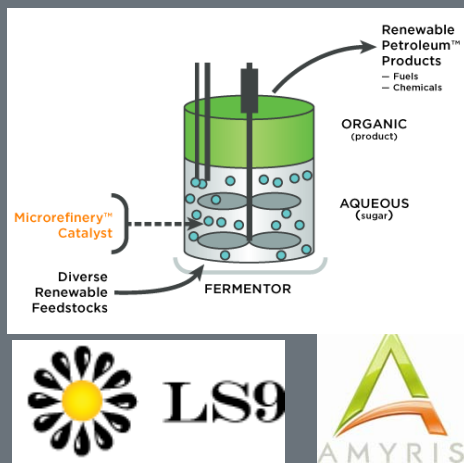 Renewable
Petroleum™
Products
— Fuels
— Chemicals
ORGANIC
(product)
AQUEOUS
(sugar)
Microrefinery™
Catalyst
Diverse
Renewable
Feedstocks
FERMENTOR
LS9
AMYRIS